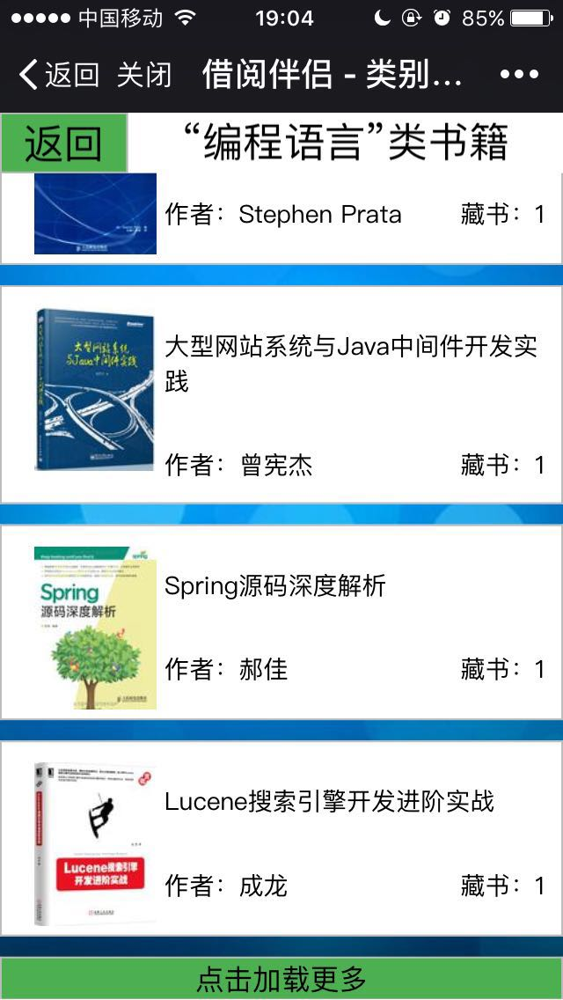 中国移动 19:04 85%
返回 关闭 借阅伴侣 - 类别...
返回 “编程语言”类书籍
作者：Stephen Prata 藏书：1
大型网站系统
与Java中间件实践
大型网站系统与Java中间件开发实
践
作者：曾宪杰 藏书：1
spring
Spring
源码深度解析
Spring源码深度解析
作者：郝佳 藏书：1
Lucene搜索引擎
开发进阶实战
Lucene搜索引擎开发进阶实战
作者：成龙 藏书：1
点击加载更多